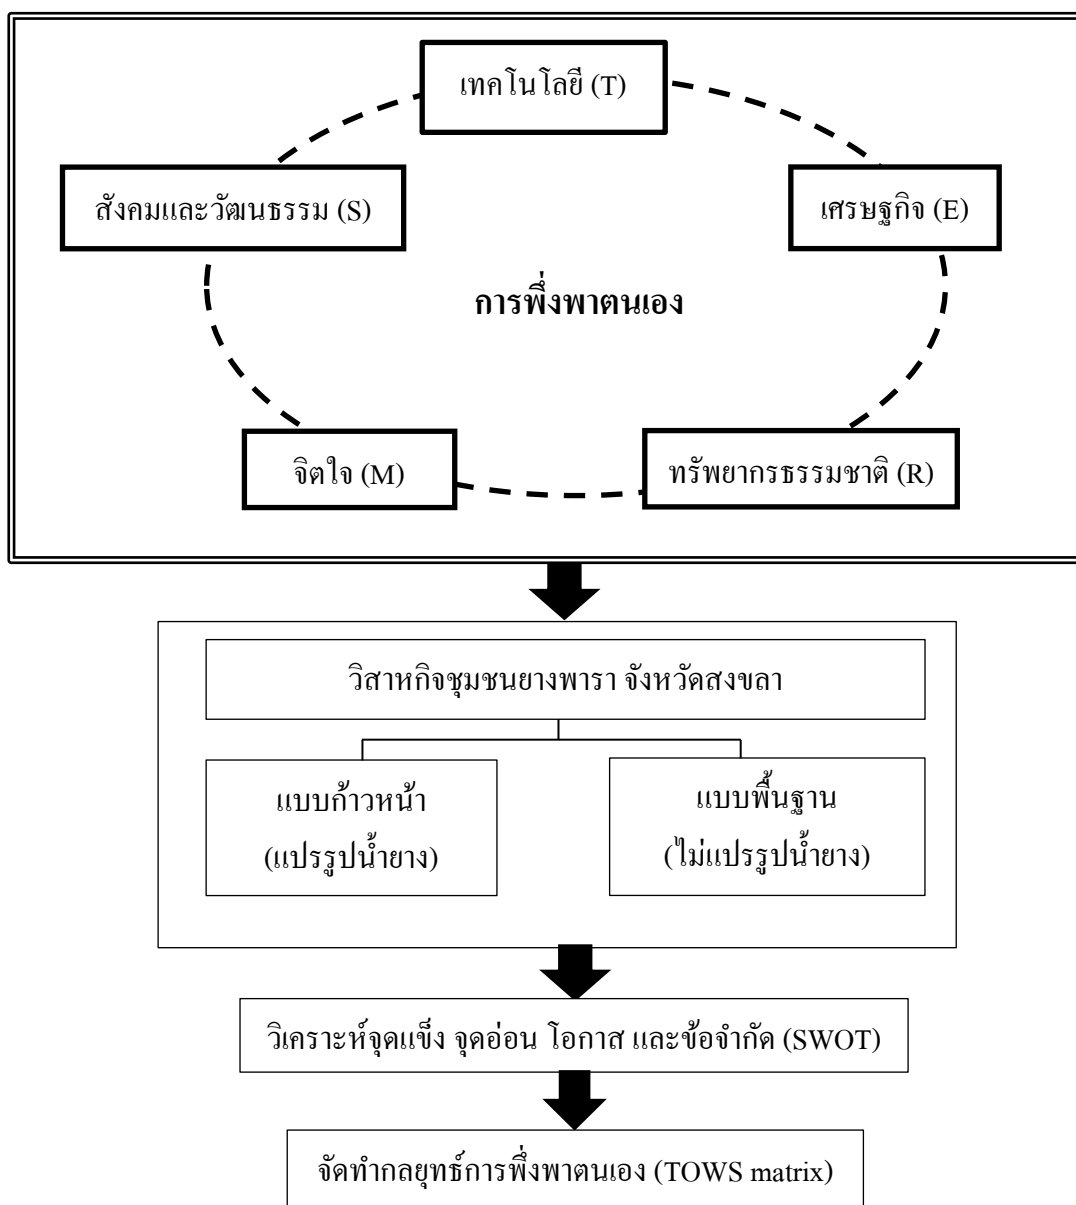 เทคโนโลยี (T)
สังคมและวัฒนธรรม (S)
เศรษฐกิจ (E)
การพึ่งพาตนเอง
จิตใจ (M)
ทรัพยากรธรรมชาติ (R)
วิสาหกิจชุมชนยางพารา จังหวัดสงขลา
แบบก้าวหน้า
(แปรรูปน้ำยาง)
แบบพื้นฐาน
(ไม่แปรรูปน้ำยาง)
วิเคราะห์จุดแข็ง จุดอ่อน โอกาส และข้อจำกัด (SWOT)
จัดทำกลยุทธ์การพึ่งพาตนเอง (TOWS matrix)